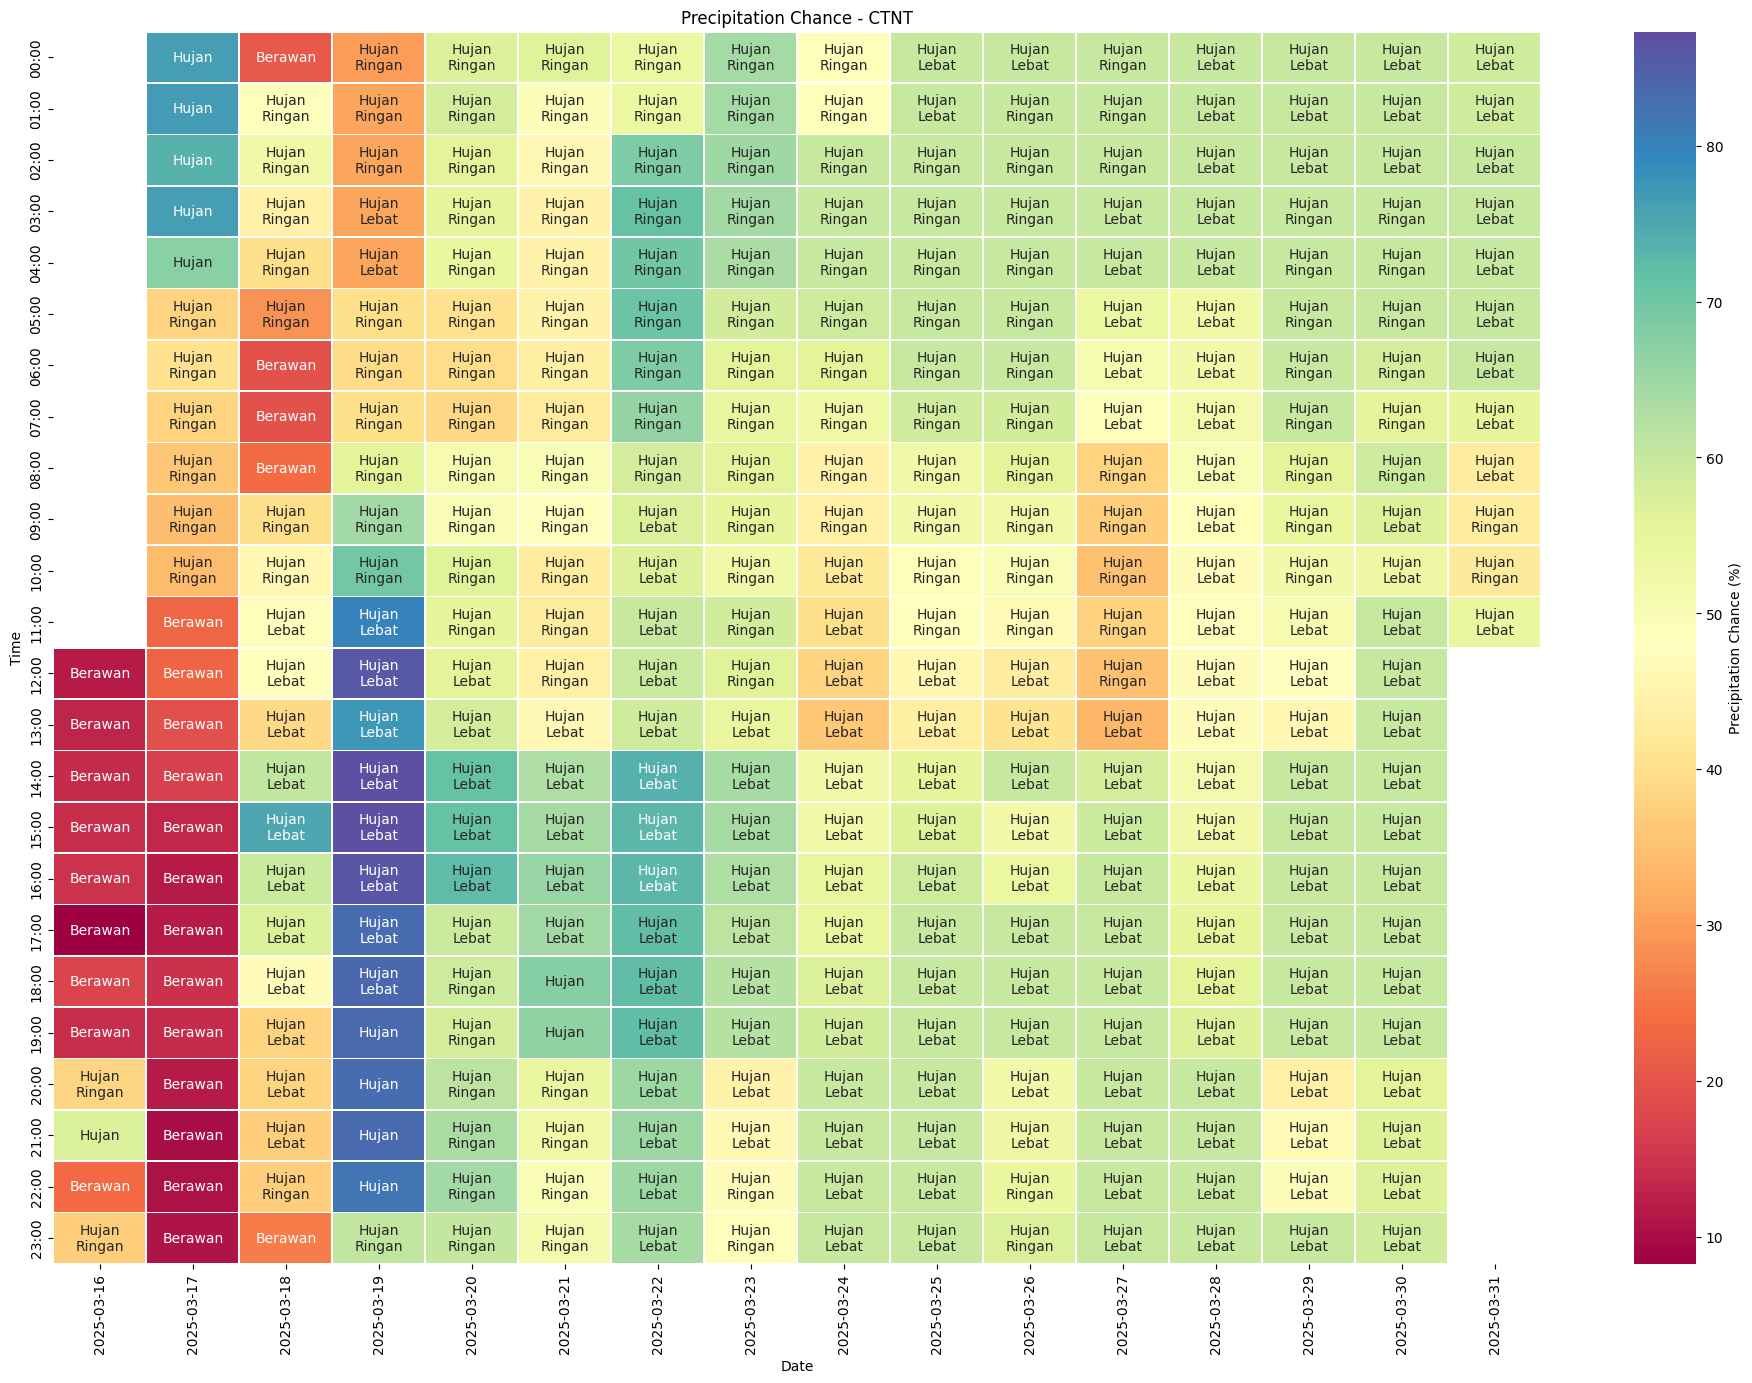 Precipitation Chance - CTNT
00:00 Hujan Berawan Hujan Ringan Hujan Ringan Hujan Ringan Hujan Ringan Hujan Ringan Hujan Ringan Hujan Lebat Hujan Lebat Hujan Ringan Hujan Lebat Hujan Lebat Hujan Lebat Hujan Lebat
01:00 Hujan Hujan Ringan Hujan Ringan Hujan Ringan Hujan Ringan Hujan Ringan Hujan Ringan Hujan Ringan Hujan Lebat Hujan Ringan Hujan Ringan Hujan Lebat Hujan Lebat Hujan Lebat Hujan Lebat
02:00 Hujan Hujan Ringan Hujan Ringan Hujan Ringan Hujan Ringan Hujan Ringan Hujan Ringan Hujan Ringan Hujan Ringan Hujan Ringan Hujan Ringan Hujan Lebat Hujan Lebat Hujan Lebat Hujan Lebat
03:00 Hujan Hujan Ringan Hujan Lebat Hujan Ringan Hujan Ringan Hujan Ringan Hujan Ringan Hujan Ringan Hujan Ringan Hujan Ringan Hujan Lebat Hujan Lebat Hujan Ringan Hujan Ringan Hujan Lebat
04:00 Hujan Hujan Ringan Hujan Lebat Hujan Ringan Hujan Ringan Hujan Ringan Hujan Ringan Hujan Ringan Hujan Ringan Hujan Ringan Hujan Lebat Hujan Lebat Hujan Ringan Hujan Ringan Hujan Lebat
05:00 Hujan Ringan Hujan Ringan Hujan Ringan Hujan Ringan Hujan Ringan Hujan Ringan Hujan Ringan Hujan Ringan Hujan Ringan Hujan Ringan Hujan Lebat Hujan Lebat Hujan Ringan Hujan Ringan Hujan Lebat
06:00 Hujan Ringan Berawan Hujan Ringan Hujan Ringan Hujan Ringan Hujan Ringan Hujan Ringan Hujan Ringan Hujan Ringan Hujan Ringan Hujan Lebat Hujan Lebat Hujan Ringan Hujan Ringan Hujan Lebat
07:00 Hujan Ringan Berawan Hujan Ringan Hujan Ringan Hujan Ringan Hujan Ringan Hujan Ringan Hujan Ringan Hujan Ringan Hujan Ringan Hujan Lebat Hujan Lebat Hujan Ringan Hujan Ringan Hujan Lebat
08:00 Hujan Ringan Berawan Hujan Ringan Hujan Ringan Hujan Ringan Hujan Ringan Hujan Ringan Hujan Ringan Hujan Ringan Hujan Ringan Hujan Ringan Hujan Lebat Hujan Ringan Hujan Ringan Hujan Lebat
09:00 Hujan Ringan Hujan Ringan Hujan Ringan Hujan Ringan Hujan Ringan Hujan Lebat Hujan Ringan Hujan Ringan Hujan Ringan Hujan Ringan Hujan Ringan Hujan Lebat Hujan Ringan Hujan Lebat Hujan Ringan
10:00 Hujan Ringan Hujan Ringan Hujan Ringan Hujan Ringan Hujan Ringan Hujan Lebat Hujan Ringan Hujan Lebat Hujan Ringan Hujan Ringan Hujan Ringan Hujan Lebat Hujan Ringan Hujan Lebat Hujan Ringan
11:00 Berawan Hujan Lebat Hujan Lebat Hujan Ringan Hujan Ringan Hujan Lebat Hujan Ringan Hujan Lebat Hujan Ringan Hujan Ringan Hujan Ringan Hujan Lebat Hujan Lebat Hujan Lebat Hujan Lebat
12:00 Berawan Berawan Hujan Lebat Hujan Lebat Hujan Lebat Hujan Ringan Hujan Lebat Hujan Ringan Hujan Lebat Hujan Lebat Hujan Lebat Hujan Ringan Hujan Lebat Hujan Lebat Hujan Lebat
13:00 Berawan Berawan Hujan Lebat Hujan Lebat Hujan Lebat Hujan Lebat Hujan Lebat Hujan Lebat Hujan Lebat Hujan Lebat Hujan Lebat Hujan Lebat Hujan Lebat Hujan Lebat Hujan Lebat
14:00 Berawan Berawan Hujan Lebat Hujan Lebat Hujan Lebat Hujan Lebat Hujan Lebat Hujan Lebat Hujan Lebat Hujan Lebat Hujan Lebat Hujan Lebat Hujan Lebat Hujan Lebat Hujan Lebat
15:00 Berawan Berawan Hujan Lebat Hujan Lebat Hujan Lebat Hujan Lebat Hujan Lebat Hujan Lebat Hujan Lebat Hujan Lebat Hujan Lebat Hujan Lebat Hujan Lebat Hujan Lebat Hujan Lebat
16:00 Berawan Berawan Hujan Lebat Hujan Lebat Hujan Lebat Hujan Lebat Hujan Lebat Hujan Lebat Hujan Lebat Hujan Lebat Hujan Lebat Hujan Lebat Hujan Lebat Hujan Lebat Hujan Lebat
17:00 Berawan Berawan Hujan Lebat Hujan Lebat Hujan Lebat Hujan Lebat Hujan Lebat Hujan Lebat Hujan Lebat Hujan Lebat Hujan Lebat Hujan Lebat Hujan Lebat Hujan Lebat Hujan Lebat
18:00 Berawan Berawan Hujan Lebat Hujan Lebat Hujan Ringan Hujan Hujan Lebat Hujan Lebat Hujan Lebat Hujan Lebat Hujan Lebat Hujan Lebat Hujan Lebat Hujan Lebat Hujan Lebat
19:00 Berawan Berawan Hujan Lebat Hujan Hujan Ringan Hujan Hujan Lebat Hujan Lebat Hujan Lebat Hujan Lebat Hujan Lebat Hujan Lebat Hujan Lebat Hujan Lebat Hujan Lebat
20:00 Hujan Ringan Berawan Hujan Lebat Hujan Hujan Ringan Hujan Ringan Hujan Lebat Hujan Lebat Hujan Lebat Hujan Lebat Hujan Lebat Hujan Lebat Hujan Lebat Hujan Lebat Hujan Lebat
21:00 Hujan Berawan Hujan Lebat Hujan Hujan Ringan Hujan Ringan Hujan Lebat Hujan Lebat Hujan Lebat Hujan Lebat Hujan Lebat Hujan Lebat Hujan Lebat Hujan Lebat Hujan Lebat
22:00 Berawan Berawan Hujan Ringan Hujan Hujan Ringan Hujan Ringan Hujan Lebat Hujan Ringan Hujan Lebat Hujan Lebat Hujan Ringan Hujan Lebat Hujan Lebat Hujan Lebat Hujan Lebat
23:00 Hujan Ringan Berawan Berawan Hujan Ringan Hujan Ringan Hujan Ringan Hujan Lebat Hujan Ringan Hujan Lebat Hujan Lebat Hujan Ringan Hujan Lebat Hujan Lebat Hujan Lebat Hujan Lebat
Time
2025-03-16 2025-03-17 2025-03-18 2025-03-19 2025-03-20 2025-03-21 2025-03-22 2025-03-23 2025-03-24 2025-03-25 2025-03-26 2025-03-27 2025-03-28 2025-03-29 2025-03-30 2025-03-31
Date
80
70
60
50
40
30
20
10
Precipitation Chance (%)